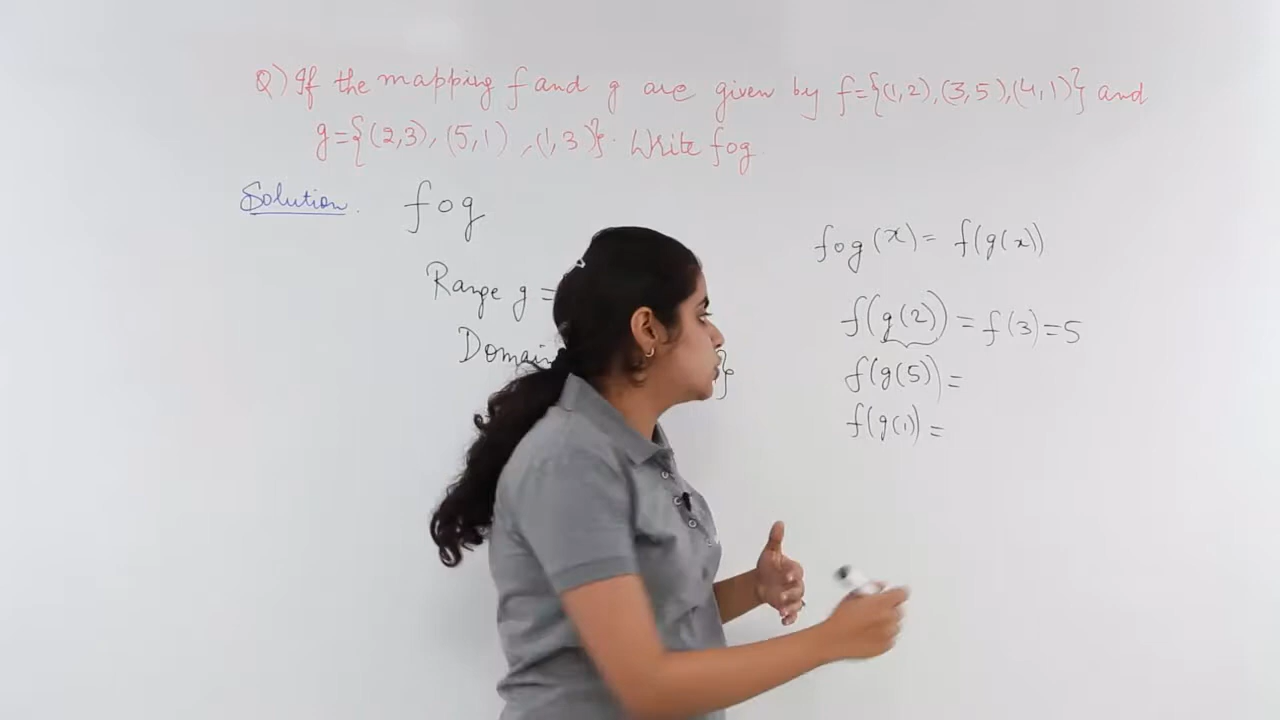 Q) If the mapping f and g are given by f={(1,2),(3,5),(4,1)} and
g={(2,3),(5,1),(1,3)}. Write fog
Solution. fog
Range g =
Domain }
fog(x)= f(g(x))
f(g(2))=f(3)=5
f(g(5))=
f(g(1)=